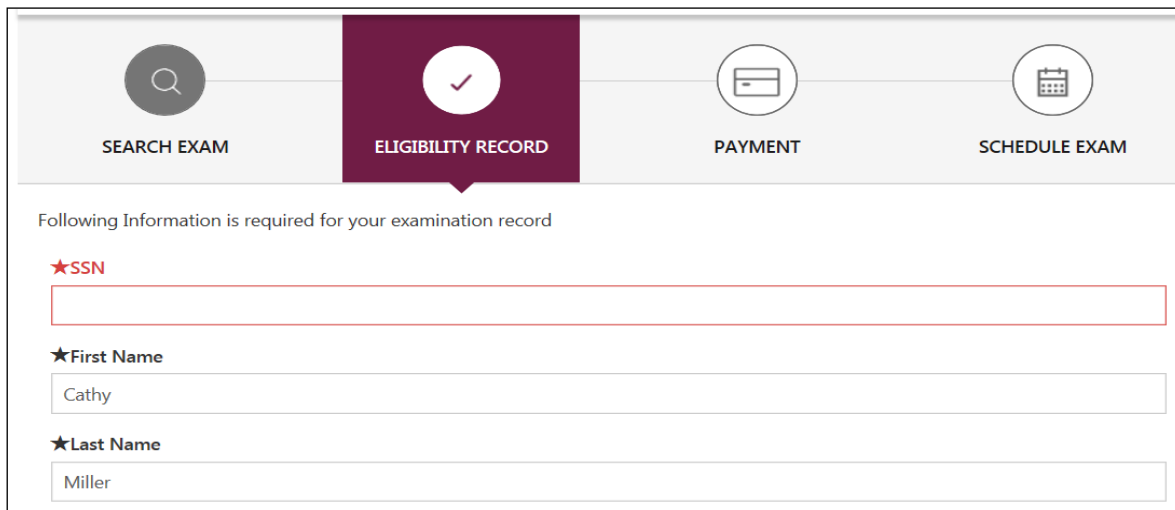 SEARCH EXAM
ELIGIBILITY RECORD
PAYMENT
SCHEDULE EXAM
Following Information is required for your examination record
★SSN
★First Name
Cathy
★Last Name
Miller